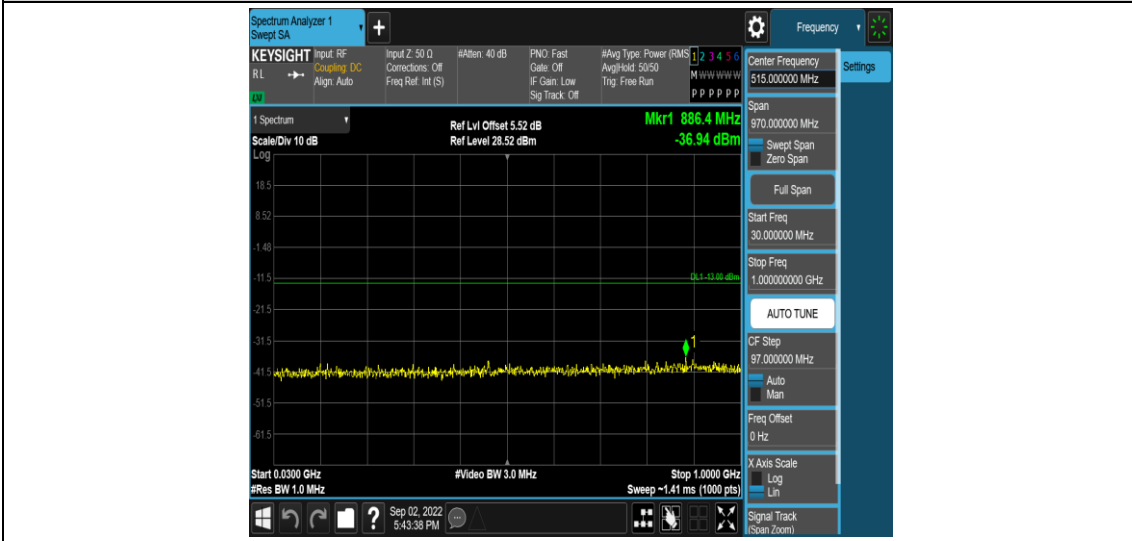 Spectrum Analyzer 1
Swept SA
+
Frequency
KEYSIGHT
RL
LXI
Input: RF
Coupling: DC
Align: Auto
Input Z: 50 Ω
Corrections: Off
Freq Ref: Int (S)
#Atten: 40 dB
PNO: Fast
Gate: Off
IF Gain: Low
Sig Track: Off
#Avg Type: Power (RMS
Avg|Hold: 50/50
Trig: Free Run
1 2 3 4 5 6
M W W W W W
P P P P P P
1 Spectrum
Scale/Div 10 dB
Log
Ref Lvl Offset 5.52 dB
Ref Level 28.52 dBm
Mkr1 886.4 MHz
-36.94 dBm
18.5
8.52
-1.48
-11.5
DL1 -13.00 dBm
-21.5
-31.5
1
-41.5
-51.5
-61.5
Start 0.0300 GHz
#Res BW 1.0 MHz
#Video BW 3.0 MHz
Stop 1.0000 GHz
Sweep ~1.41 ms (1000 pts)
?
Sep 02, 2022
5:43:38 PM
Center Frequency
515.000000 MHz
Settings
Span
970.000000 MHz
Swept Span
Zero Span
Full Span
Start Freq
30.000000 MHz
Stop Freq
1.000000000 GHz
AUTO TUNE
CF Step
97.000000 MHz
Auto
Man
Freq Offset
0 Hz
X Axis Scale
Log
Lin
Signal Track
(Span Zoom)